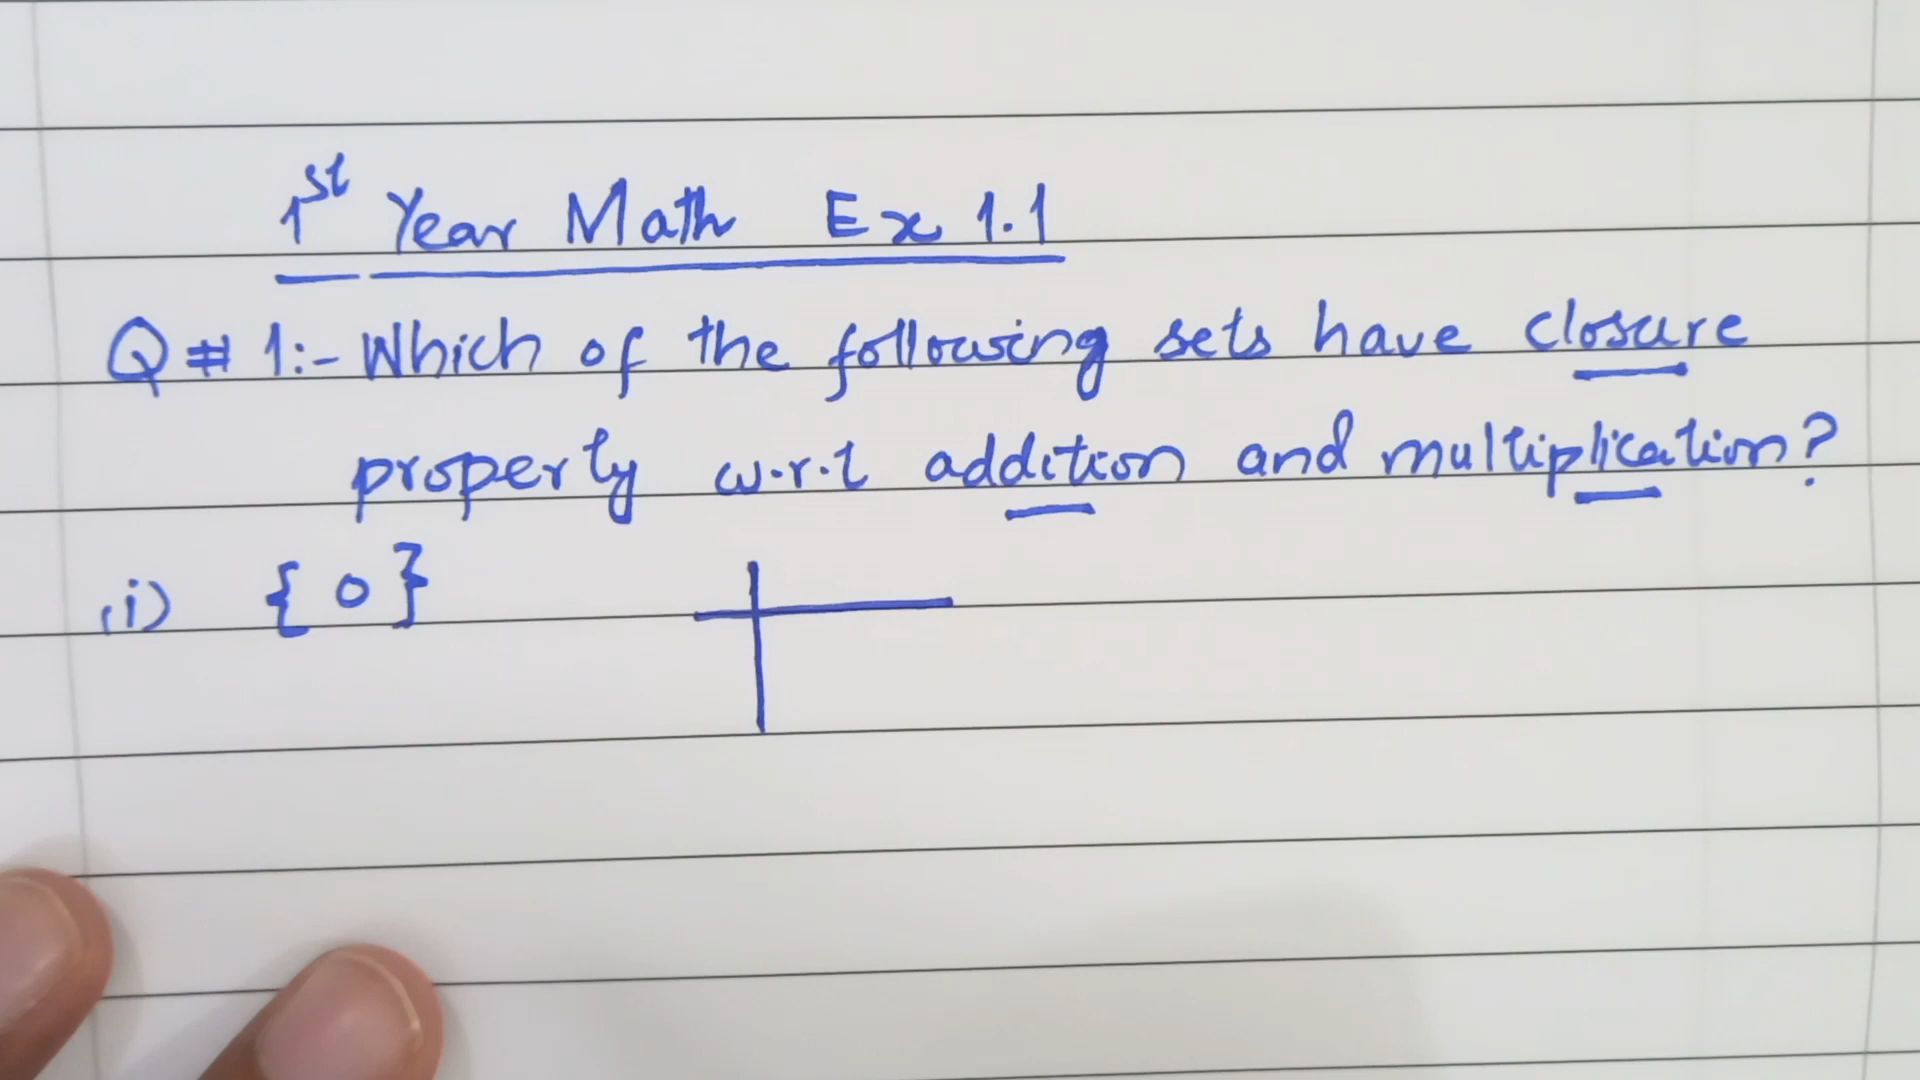 1st Year Math Ex 1.1
Q # 1:- Which of the following sets have closure
property w.r.t addition and multiplication?
(i) { 0 }